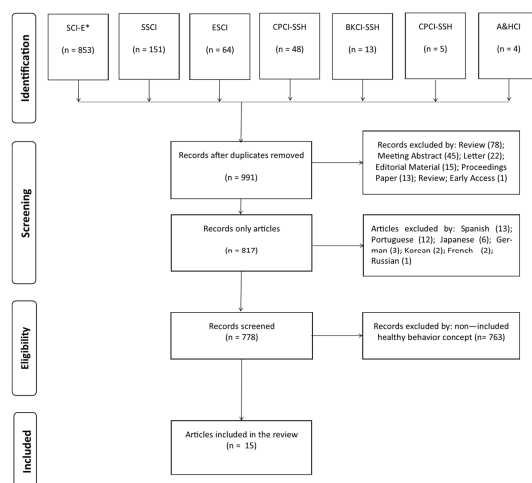 Identification
SCI-E*
(n = 853)
SSCI
(n = 151)
ESCI
(n = 64)
CPCI-SSH
(n = 48)
BKCI-SSH
(n = 13)
CPCI-SSH
(n = 5)
A&HCI
(n = 4)
Screening
Records after duplicates removed
(n = 991)
Records excluded by: Review (78);
Meeting Abstract (45); Letter (22);
Editorial Material (15); Proceedings
Paper (13); Review; Early Access (1)
Records only articles
(n = 817)
Articles excluded by: Spanish (13);
Portuguese (12); Japanese (6); Ger-
man (3); Korean (2); French (2);
Russian (1)
Eligibility
Records screened
(n = 778)
Records excluded by: non—included
healthy behavior concept (n= 763)
Included
Articles included in the review
(n = 15)